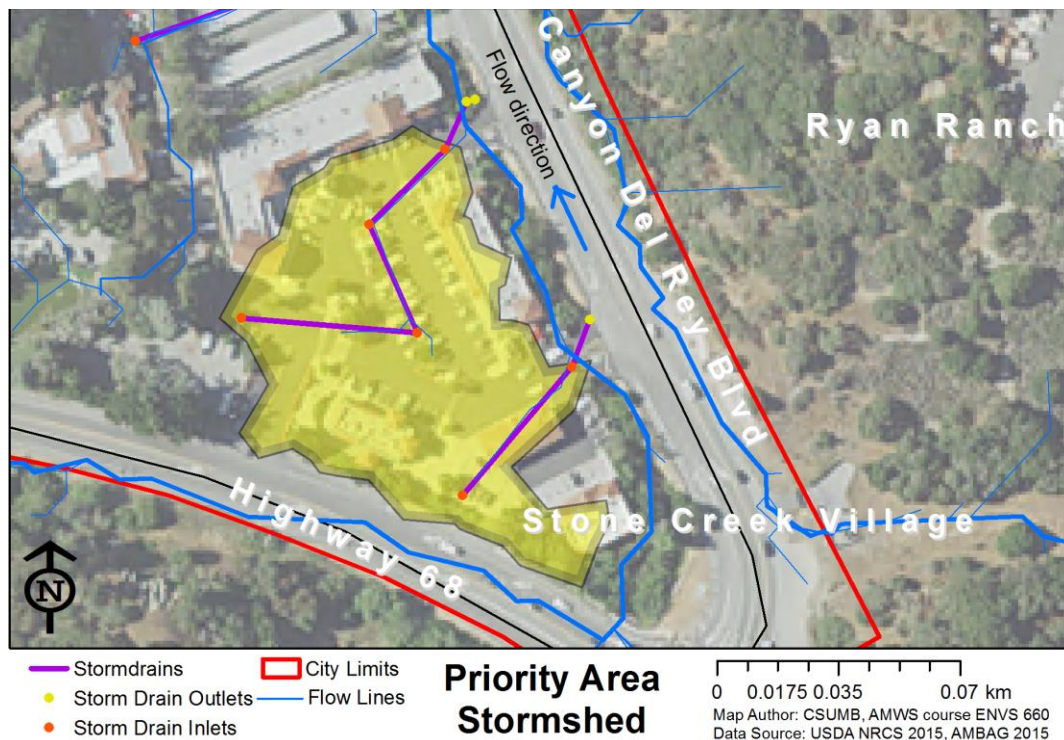 Flow direction
Canyon Del Rey Blvd
Ryan Ranch
Highway 68
Stone Creek Village
N
Stormdrains
Storm Drain Outlets
Storm Drain Inlets
City Limits
Flow Lines
Priority Area
Stormshed
0 0.0175 0.035 0.07 km
Map Author: CSUMB, AMWS course ENVS 660
Data Source: USDA NRCS 2015, AMBAG 2015